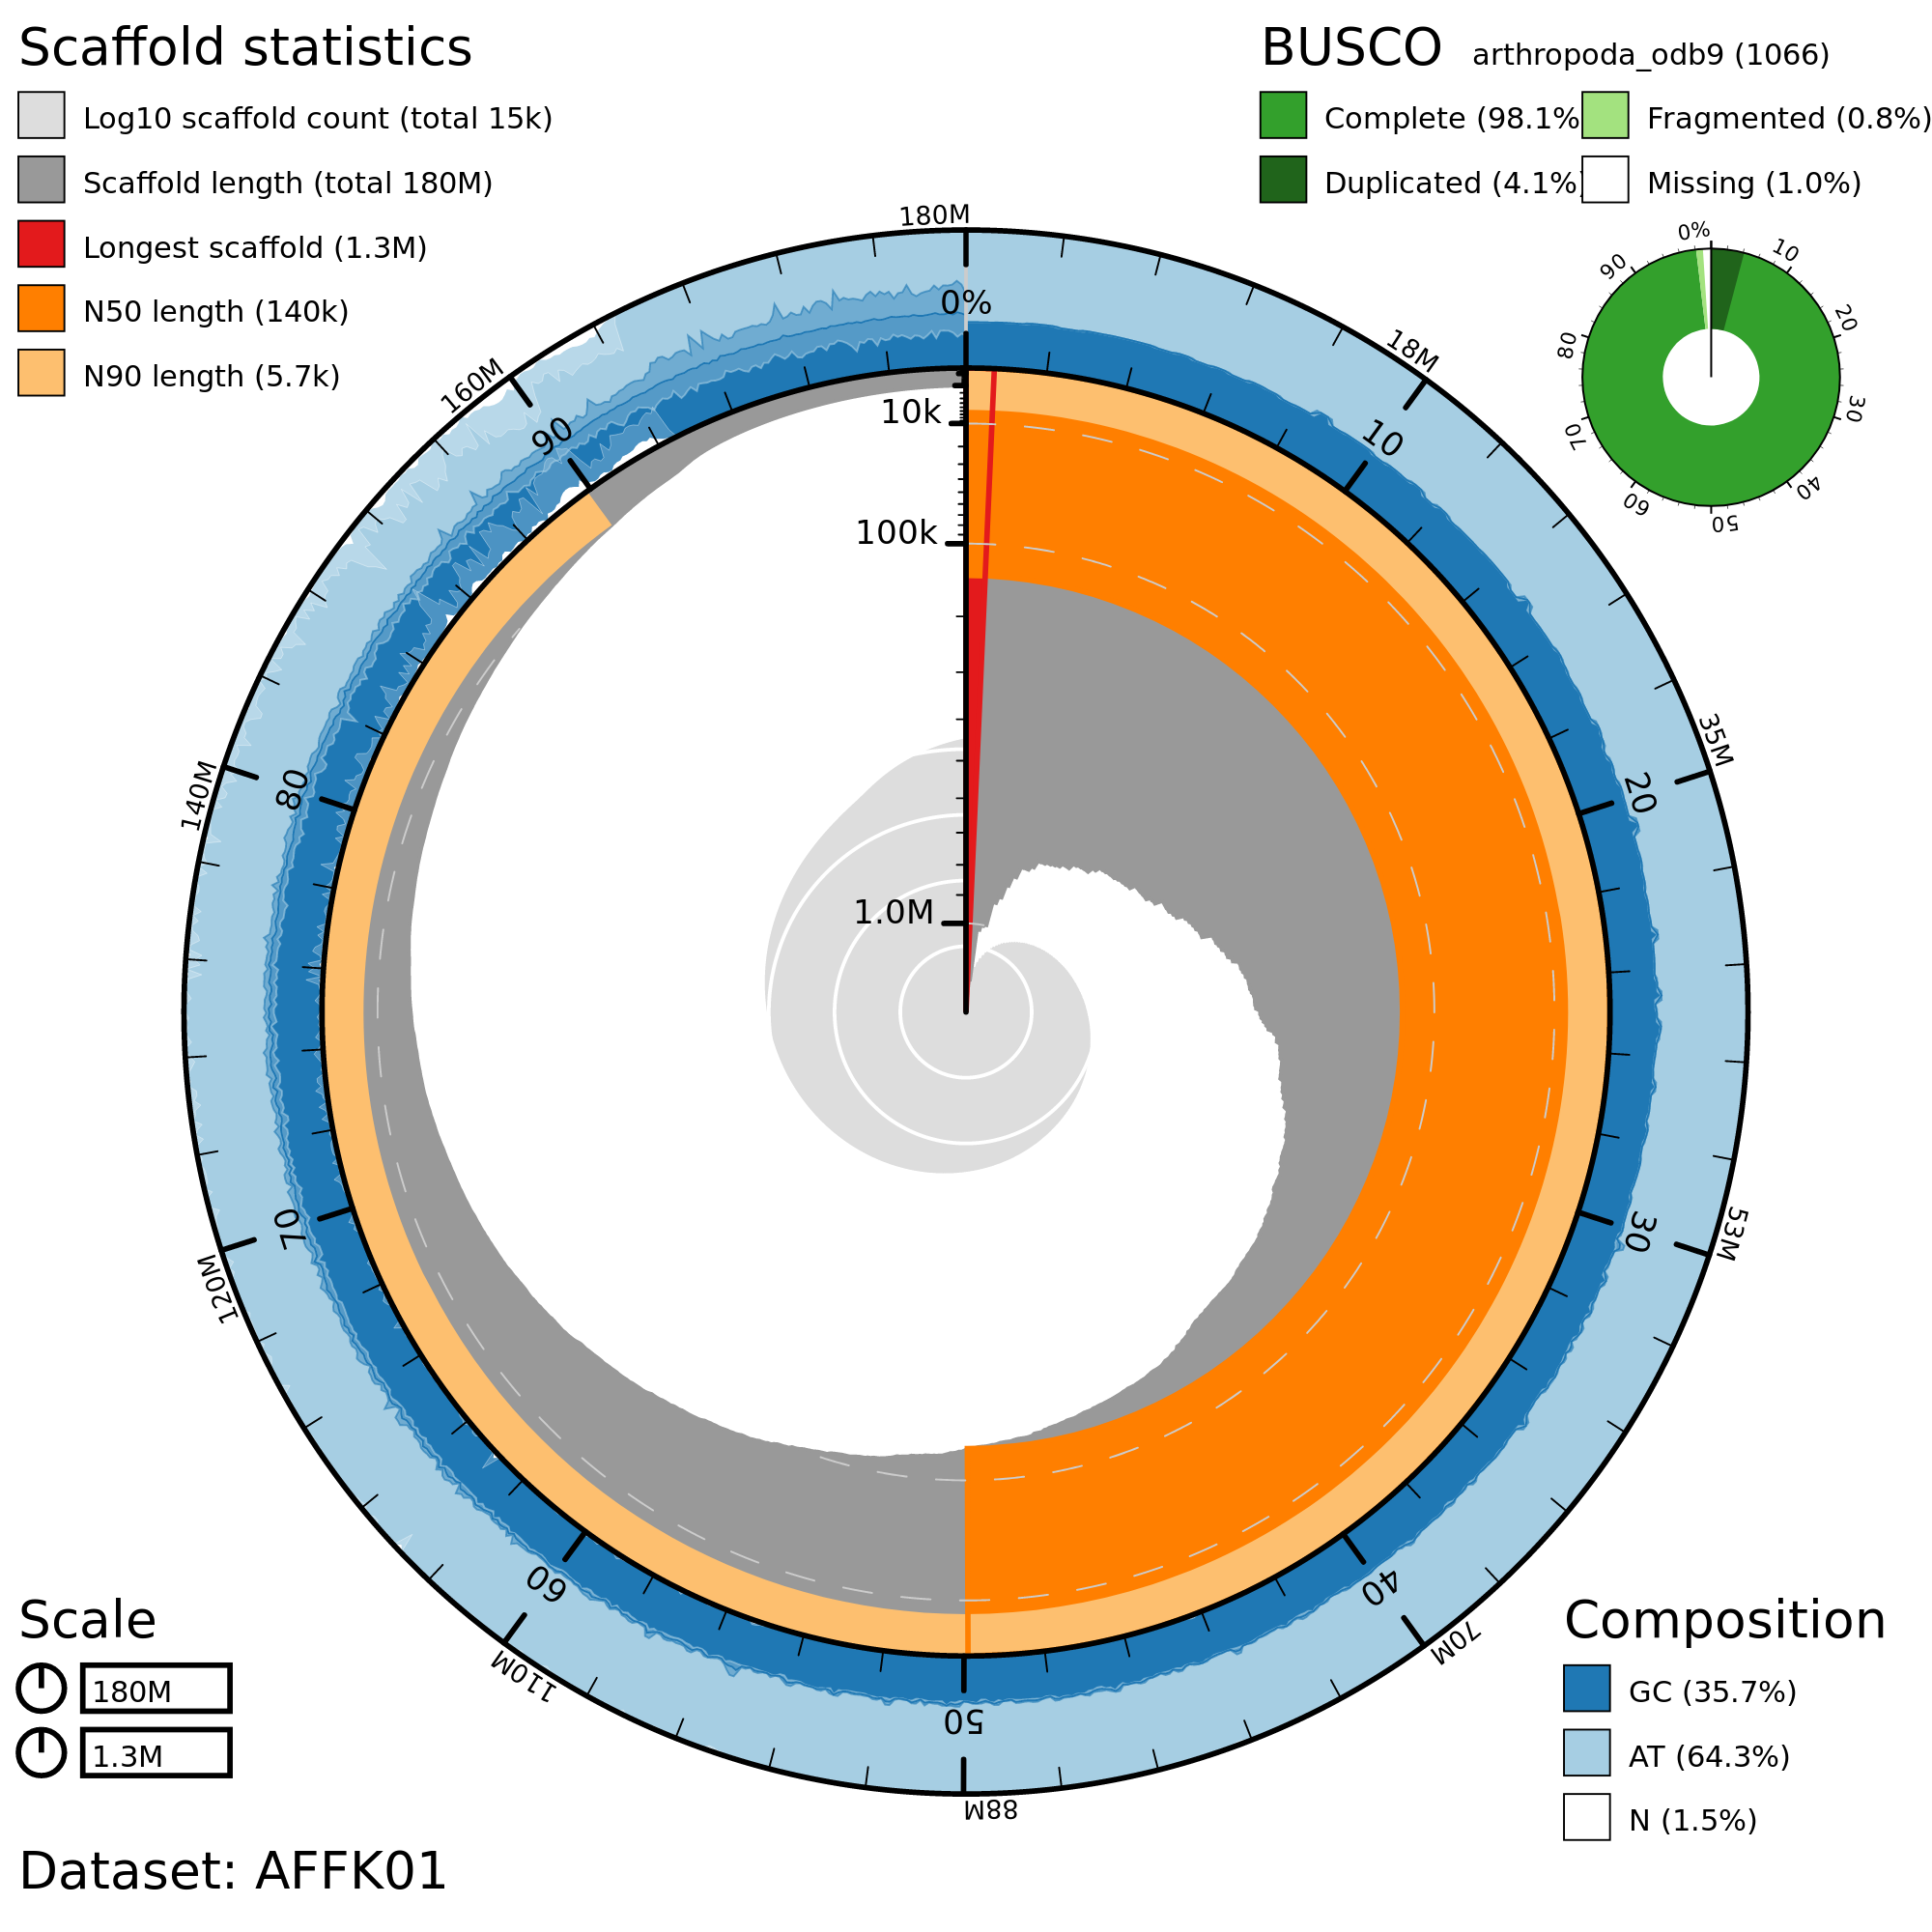 Scaffold statistics
Log10 scaffold count (total 15k)
Scaffold length (total 180M)
Longest scaffold (1.3M)
N50 length (140k)
N90 length (5.7k)
BUSCO arthropoda_odb9 (1066)
Complete (98.1%
Fragmented (0.8%)
Duplicated (4.1%)
Missing (1.0%)
0%
10
20
30
40
50
60
70
80
90
180M
18M
35M
53M
70M
88M
110M
120M
140M
160M
0%
10
20
30
40
50
60
70
80
90
10k
100k
1.0M
Scale
180M
1.3M
Composition
GC (35.7%)
AT (64.3%)
N (1.5%)
Dataset: AFFK01